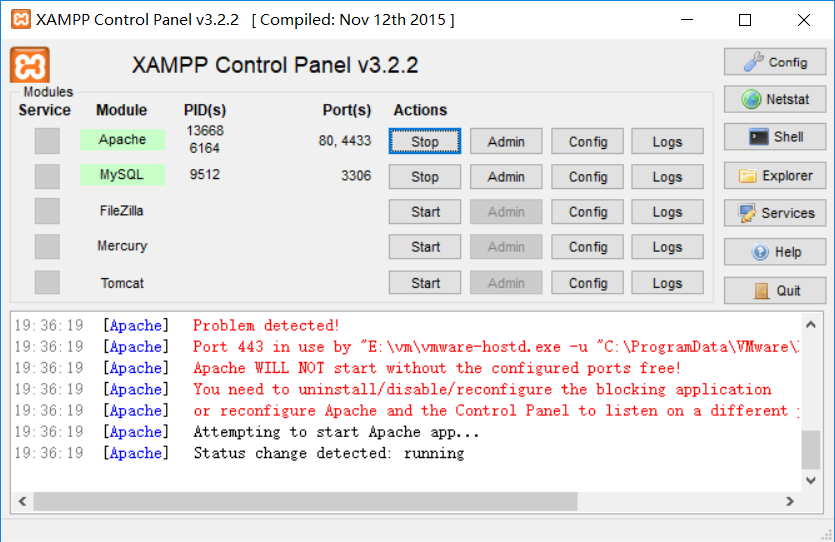 XAMPP Control Panel v3.2.2 [ Compiled: Nov 12th 2015 ]
XAMPP Control Panel v3.2.2
Config
Modules
Service Module PID(s) Port(s) Actions
Netstat
Apache 13668 6164 80, 4433 Stop Admin Config Logs
Shell
MySQL 9512 3306 Stop Admin Config Logs
Explorer
FileZilla Start Admin Config Logs
Services
Mercury Start Admin Config Logs
Help
Tomcat Start Admin Config Logs
Quit
19:36:19 [Apache] Problem detected!
19:36:19 [Apache] Port 443 in use by "E:\vm\vmware-hostd.exe -u "C:\ProgramData\VMware\
19:36:19 [Apache] Apache WILL NOT start without the configured ports free!
19:36:19 [Apache] You need to uninstall/disable/reconfigure the blocking application
19:36:19 [Apache] or reconfigure Apache and the Control Panel to listen on a different
19:36:19 [Apache] Attempting to start Apache app...
19:36:19 [Apache] Status change detected: running